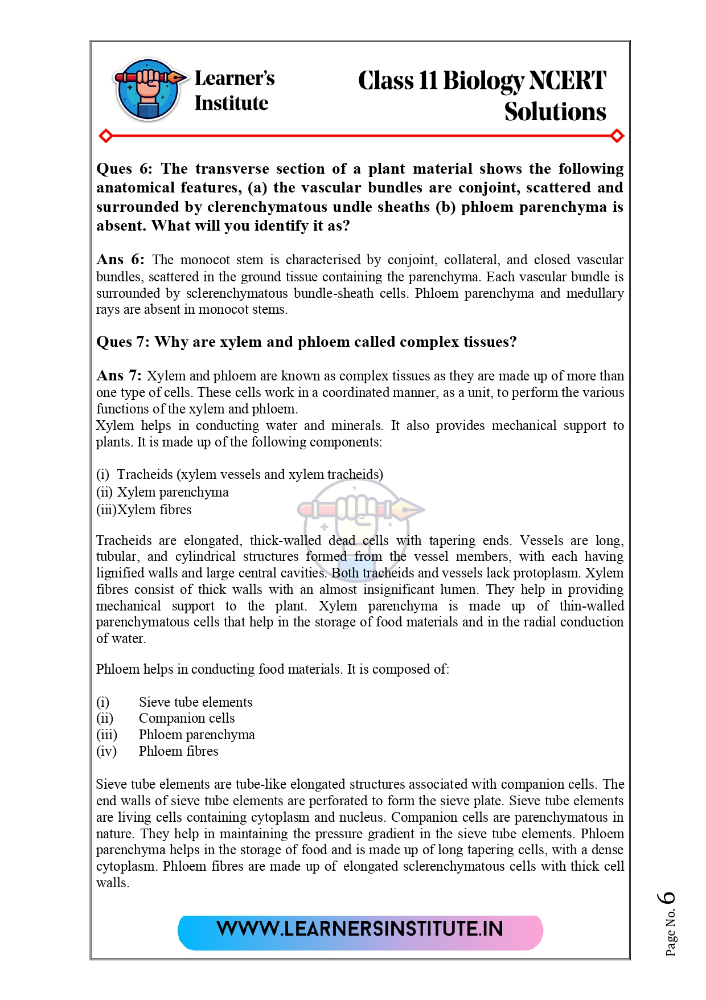 Learner's
Institute
Class 11 Biology NCERT
Solutions
Ques 6: The transverse section of a plant material shows the following
anatomical features, (a) the vascular bundles are conjoint, scattered and
surrounded by clerenchymatous undle sheaths (b) phloem parenchyma is
absent. What will you identify it as?
Ans 6: The monocot stem is characterised by conjoint, collateral, and closed vascular
bundles, scattered in the ground tissue containing the parenchyma. Each vascular bundle is
surrounded by sclerenchymatous bundle-sheath cells. Phloem parenchyma and medullary
rays are absent in monocot stems.
Ques 7: Why are xylem and phloem called complex tissues?
Ans 7: Xylem and phloem are known as complex tissues as they are made up of more than
one type of cells. These cells work in a coordinated manner, as a unit, to perform the various
functions of the xylem and phloem.
Xylem helps in conducting water and minerals. It also provides mechanical support to
plants. It is made up of the following components:
(i) Tracheids (xylem vessels and xylem tracheids)
(ii) Xylem parenchyma
(iii)Xylem fibres
Tracheids are elongated, thick-walled dead cells with tapering ends. Vessels are long,
tubular, and cylindrical structures formed from the vessel members, with each having
lignified walls and large central cavities. Both tracheids and vessels lack protoplasm. Xylem
fibres consist of thick walls with an almost insignificant lumen. They help in providing
mechanical support to the plant. Xylem parenchyma is made up of thin-walled
parenchymatous cells that help in the storage of food materials and in the radial conduction
of water.
Phloem helps in conducting food materials. It is composed of:
(i) Sieve tube elements
(ii) Companion cells
(iii) Phloem parenchyma
(iv) Phloem fibres
Sieve tube elements are tube-like elongated structures associated with companion cells. The
end walls of sieve tube elements are perforated to form the sieve plate. Sieve tube elements
are living cells containing cytoplasm and nucleus. Companion cells are parenchymatous in
nature. They help in maintaining the pressure gradient in the sieve tube elements. Phloem
parenchyma helps in the storage of food and is made up of long tapering cells, with a dense
cytoplasm. Phloem fibres are made up of elongated sclerenchymatous cells with thick cell
walls.
WWW.LEARNERSINSTITUTE.IN
Page No. 6